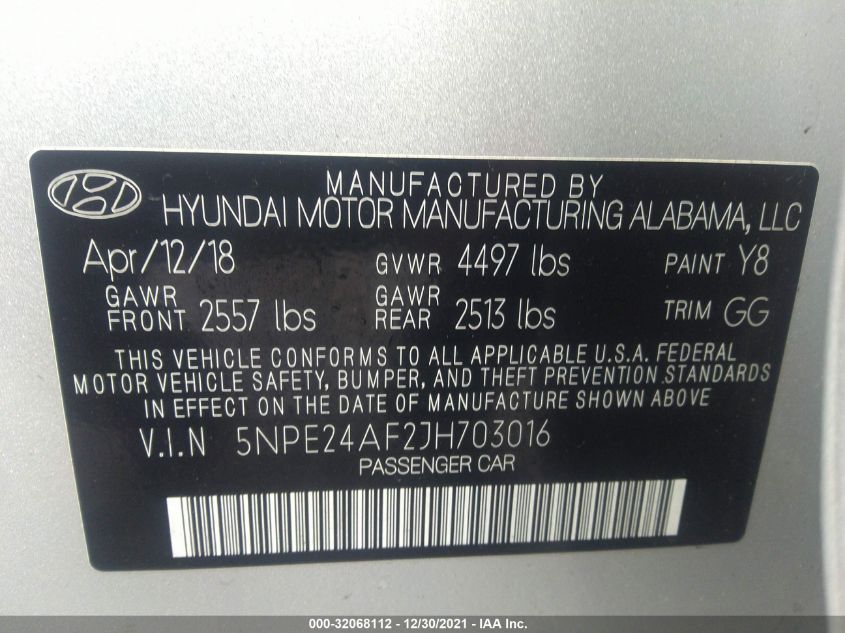 MANUFACTURED BY
HYUNDAI MOTOR MANUFACTURING ALABAMA, LLC
Apr/12/18 GVWR 4497 lbs PAINT Y8
GAWR FRONT 2557 lbs GAWR REAR 2513 lbs TRIM GG
THIS VEHICLE CONFORMS TO ALL APPLICABLE U.S.A. FEDERAL
MOTOR VEHICLE SAFETY, BUMPER, AND THEFT PREVENTION STANDARDS
IN EFFECT ON THE DATE OF MANUFACTURE SHOWN ABOVE
V.I.N 5NPE24AF2JH703016
PASSENGER CAR
000-32068112 - 12/30/2021 - IAA Inc.